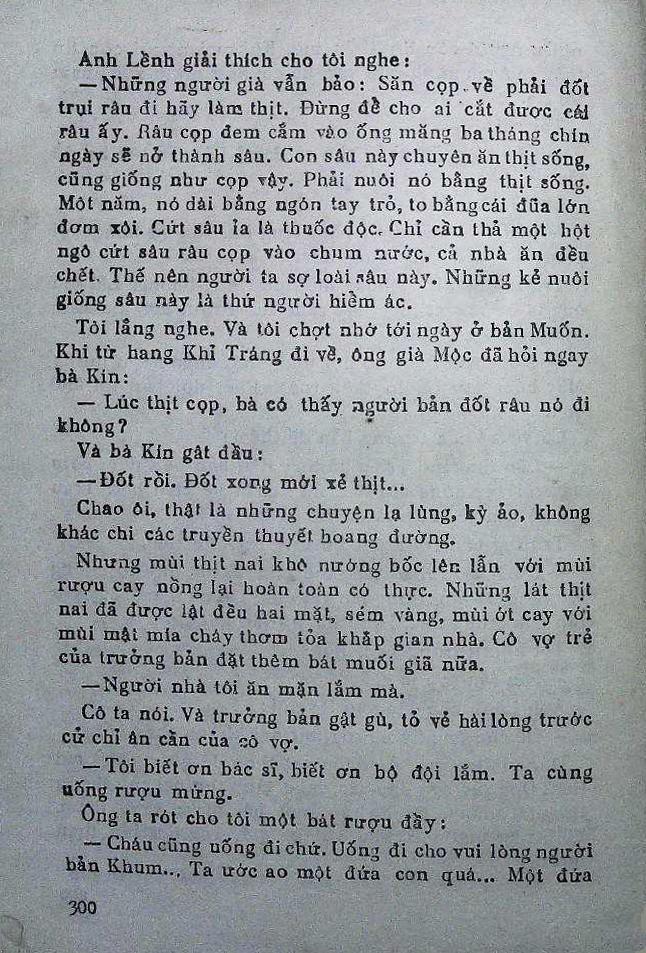 Anh Lềnh giải thích cho tôi nghe:
—Những người già vẫn bảo: Săn cọp về phải đốt
trụi râu đi hãy làm thịt. Đừng để cho ai cắt được cái
râu ấy. Râu cọp đem cắm vào ống măng ba tháng chín
ngày sẽ nở thành sâu. Con sâu này chuyên ăn thịt sống,
cũng giống như cọp vậy. Phải nuôi nó bằng thịt sống.
Một năm, nó dài bằng ngón tay trỏ, to bằng cái đũa lớn
đơm xôi. Cứt sâu ỉa là thuốc độc. Chỉ cần thả một hột
ngô cứt sâu râu cọp vào chum nước, cả nhà ăn đều
chết. Thế nên người ta sợ loài sâu này. Những kẻ nuôi
giống sâu này là thứ người hiểm ác.
Tôi lắng nghe. Và tôi chợt nhớ tới ngày ở bản Muốn.
Khi từ hang Khỉ Trắng đi về, ông già Mộc đã hỏi ngay
bà Kin:
— Lúc thịt cọp, bà có thấy người bản đốt râu nó đi
không?
Và bà Kin gật đầu:
—Đốt rồi. Đốt xong mới xẻ thịt...
Chao ôi, thật là những chuyện lạ lùng, kỳ ảo, không
khác chi các truyền thuyết hoang đường.
Nhưng mùi thịt nai khô nướng bốc lên lẫn với mùi
rượu cay nồng lại hoàn toàn có thực. Những lát thịt
nai đã được lật đều hai mặt, sém vàng, mùi ớt cay với
mùi mật mía cháy thơm tỏa khắp gian nhà. Cô vợ trẻ
của trưởng bản đặt thêm bát muối giã nữa.
—Người nhà tôi ăn mặn lắm mà.
Cô ta nói. Và trưởng bản gật gù, tỏ vẻ hài lòng trước
cử chỉ ân cần của cô vợ.
—Tôi biết ơn bác sĩ, biết ơn bộ đội lắm. Ta cùng
uống rượu mừng.
Ông ta rót cho tôi một bát rượu đầy:
— Cháu cũng uống đi chứ. Uống đi cho vui lòng người
bản Khum... Ta ước ao một đứa con quá... Một đứa
300